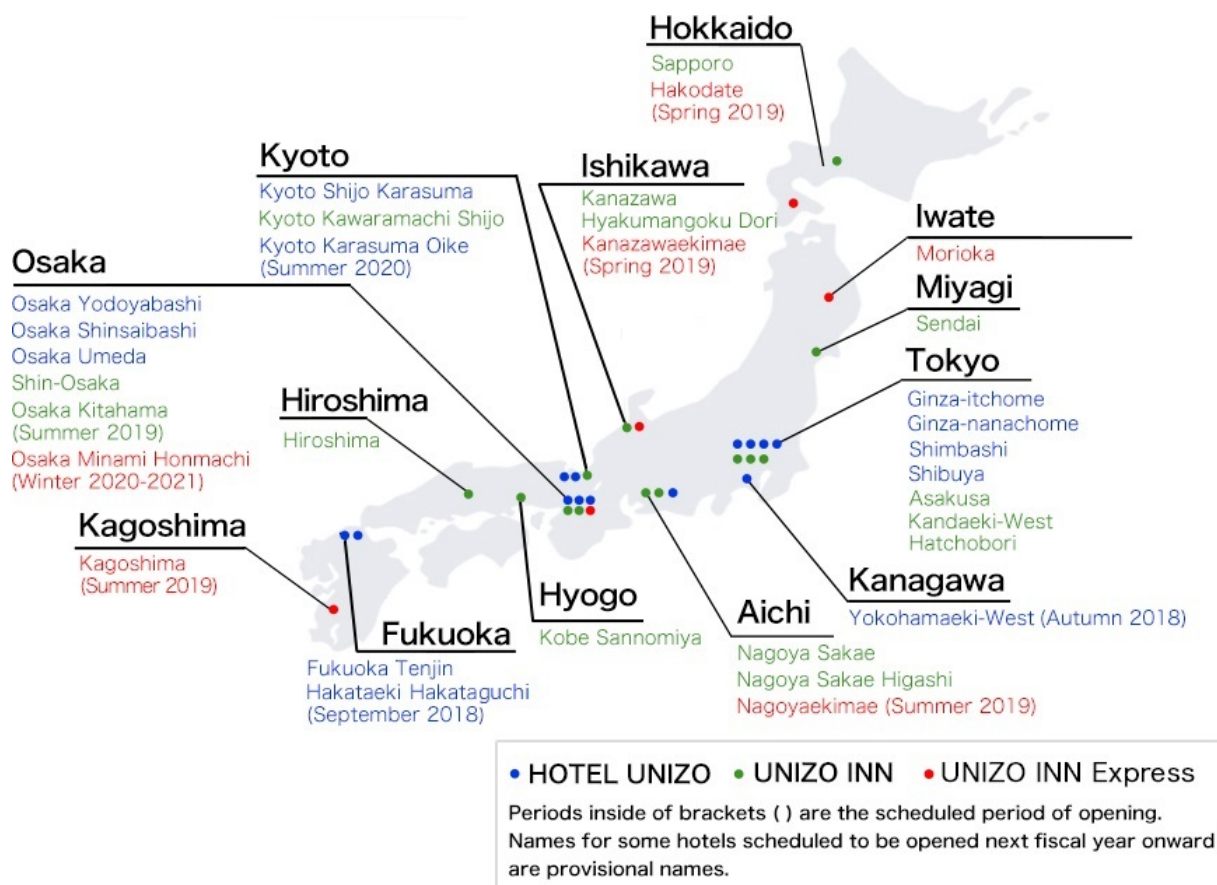 Hokkaido
Sapporo
Hakodate
(Spring 2019)
Kyoto
Kyoto Shijo Karasuma
Kyoto Kawaramachi Shijo
Kyoto Karasuma Oike
(Summer 2020)
Ishikawa
Kanazawa
Hyakumangoku Dori
Kanazawaekimae
(Spring 2019)
Iwate
Morioka
Osaka
Osaka Yodoyabashi
Osaka Shinsaibashi
Osaka Umeda
Shin-Osaka
Osaka Kitahama
(Summer 2019)
Osaka Minami Honmachi
(Winter 2020-2021)
Miyagi
Sendai
Tokyo
Ginza-itchome
Ginza-nanachome
Shimbashi
Shibuya
Asakusa
Kandaeki-West
Hatchobori
Hiroshima
Hiroshima
Kagoshima
Kagoshima
(Summer 2019)
Fukuoka
Fukuoka Tenjin
Hakataeki Hakataguchi
(September 2018)
Hyogo
Kobe Sannomiya
Aichi
Nagoya Sakae
Nagoya Sakae Higashi
Nagoyaekimae (Summer 2019)
Kanagawa
Yokohamaeki-West (Autumn 2018)
HOTEL UNIZO UNIZO INN UNIZO INN Express
Periods inside of brackets ( ) are the scheduled period of opening.
Names for some hotels scheduled to be opened next fiscal year onward
are provisional names.